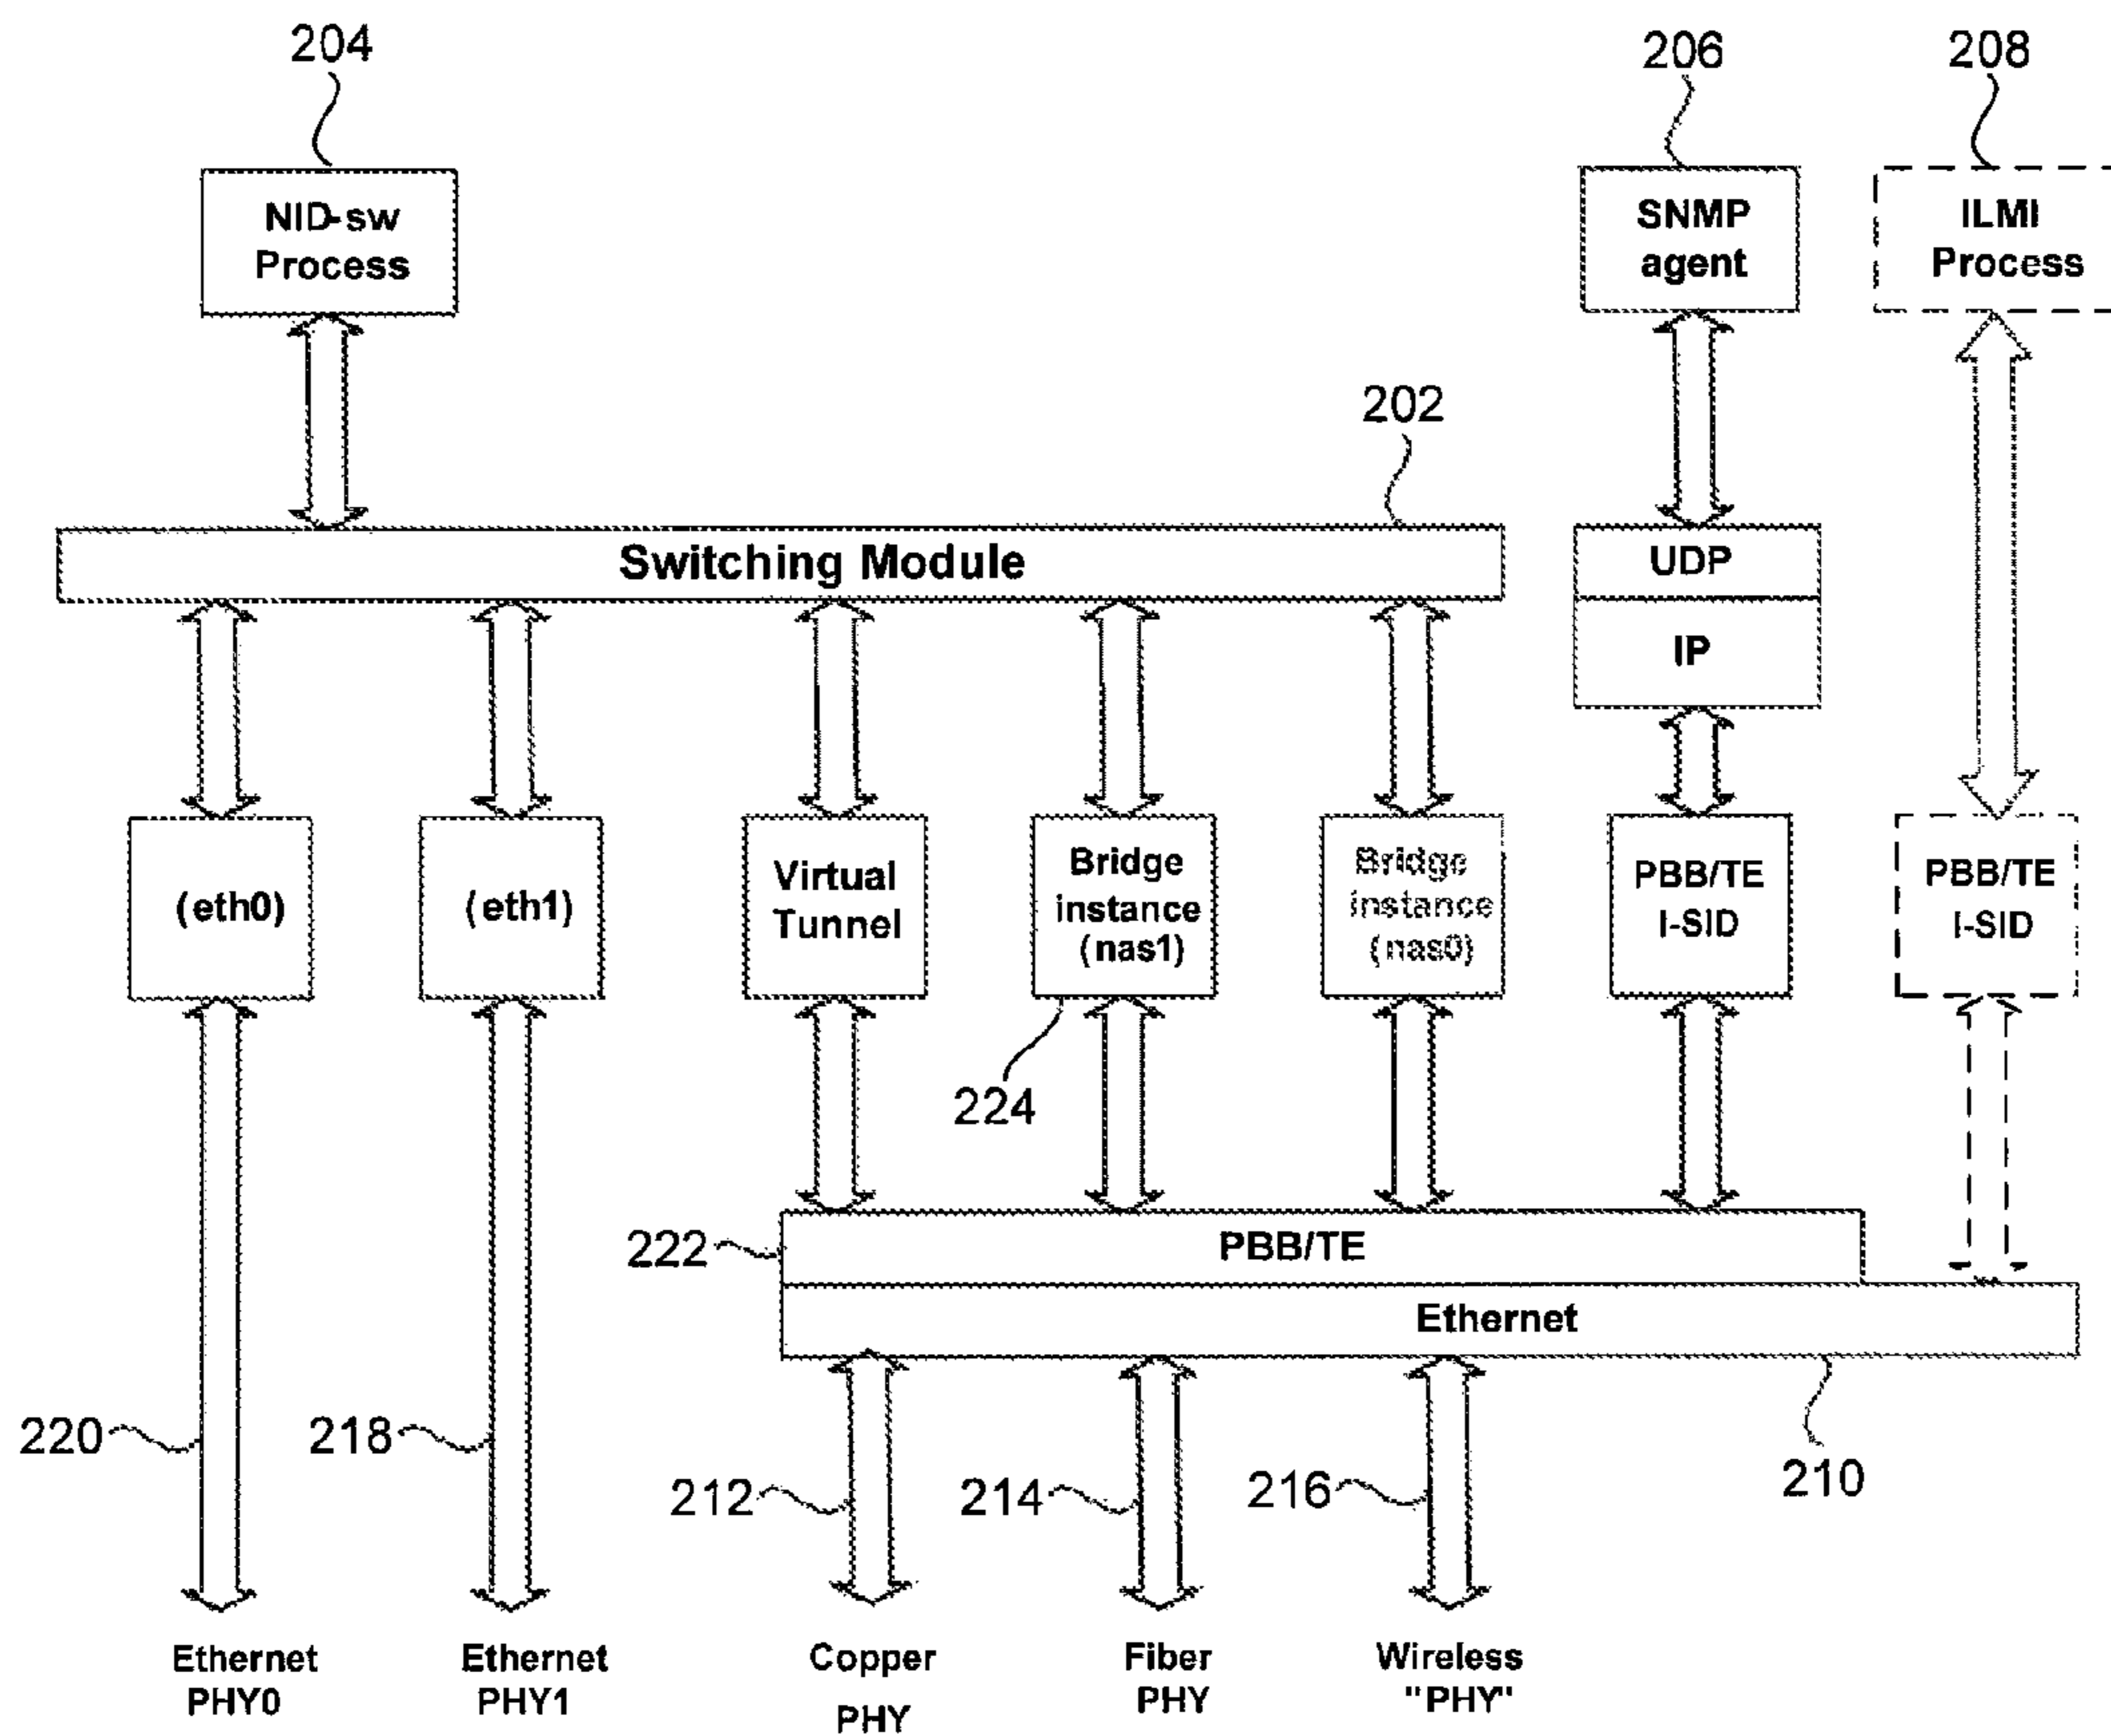 204
206
208
NID-sw
Process
SNMP
agent
ILMI
Process
202
Switching Module
UDP
IP
(eth0)
(eth1)
Virtual
Tunnel
Bridge
instance
(nas1)
Bridge
instance
(nas0)
PBB/TE
I-SID
PBB/TE
I-SID
224
222
PBB/TE
Ethernet
220
218
212
214
216
210
Ethernet
PHY0
Ethernet
PHY1
Copper
PHY
Fiber
PHY
Wireless
"PHY"